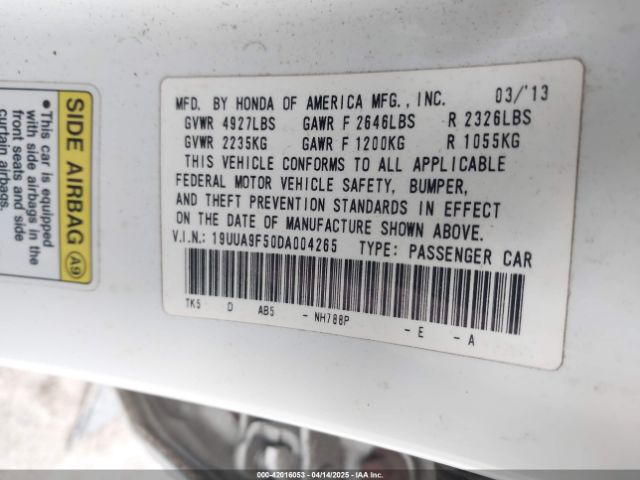 MFD. BY HONDA OF AMERICA MFG., INC. 03/'13
GVWR 4927LBS GAWR F 2646LBS R 2326LBS
GVWR 2235KG GAWR F 1200KG R 1055KG
THIS VEHICLE CONFORMS TO ALL APPLICABLE
FEDERAL MOTOR VEHICLE SAFETY, BUMPER,
AND THEFT PREVENTION STANDARDS IN EFFECT
ON THE DATE OF MANUFACTURE SHOWN ABOVE.
V.I.N.: 19UUA9F50DA004265 TYPE: PASSENGER CAR
TK5 D AB5 - NH788P - E - A
SIDE AIRBAG A9
•This car is equipped
with side airbags in the
front seats and side
curtain airbags.
000-42016053 — 04/14/2025 — IAA Inc.